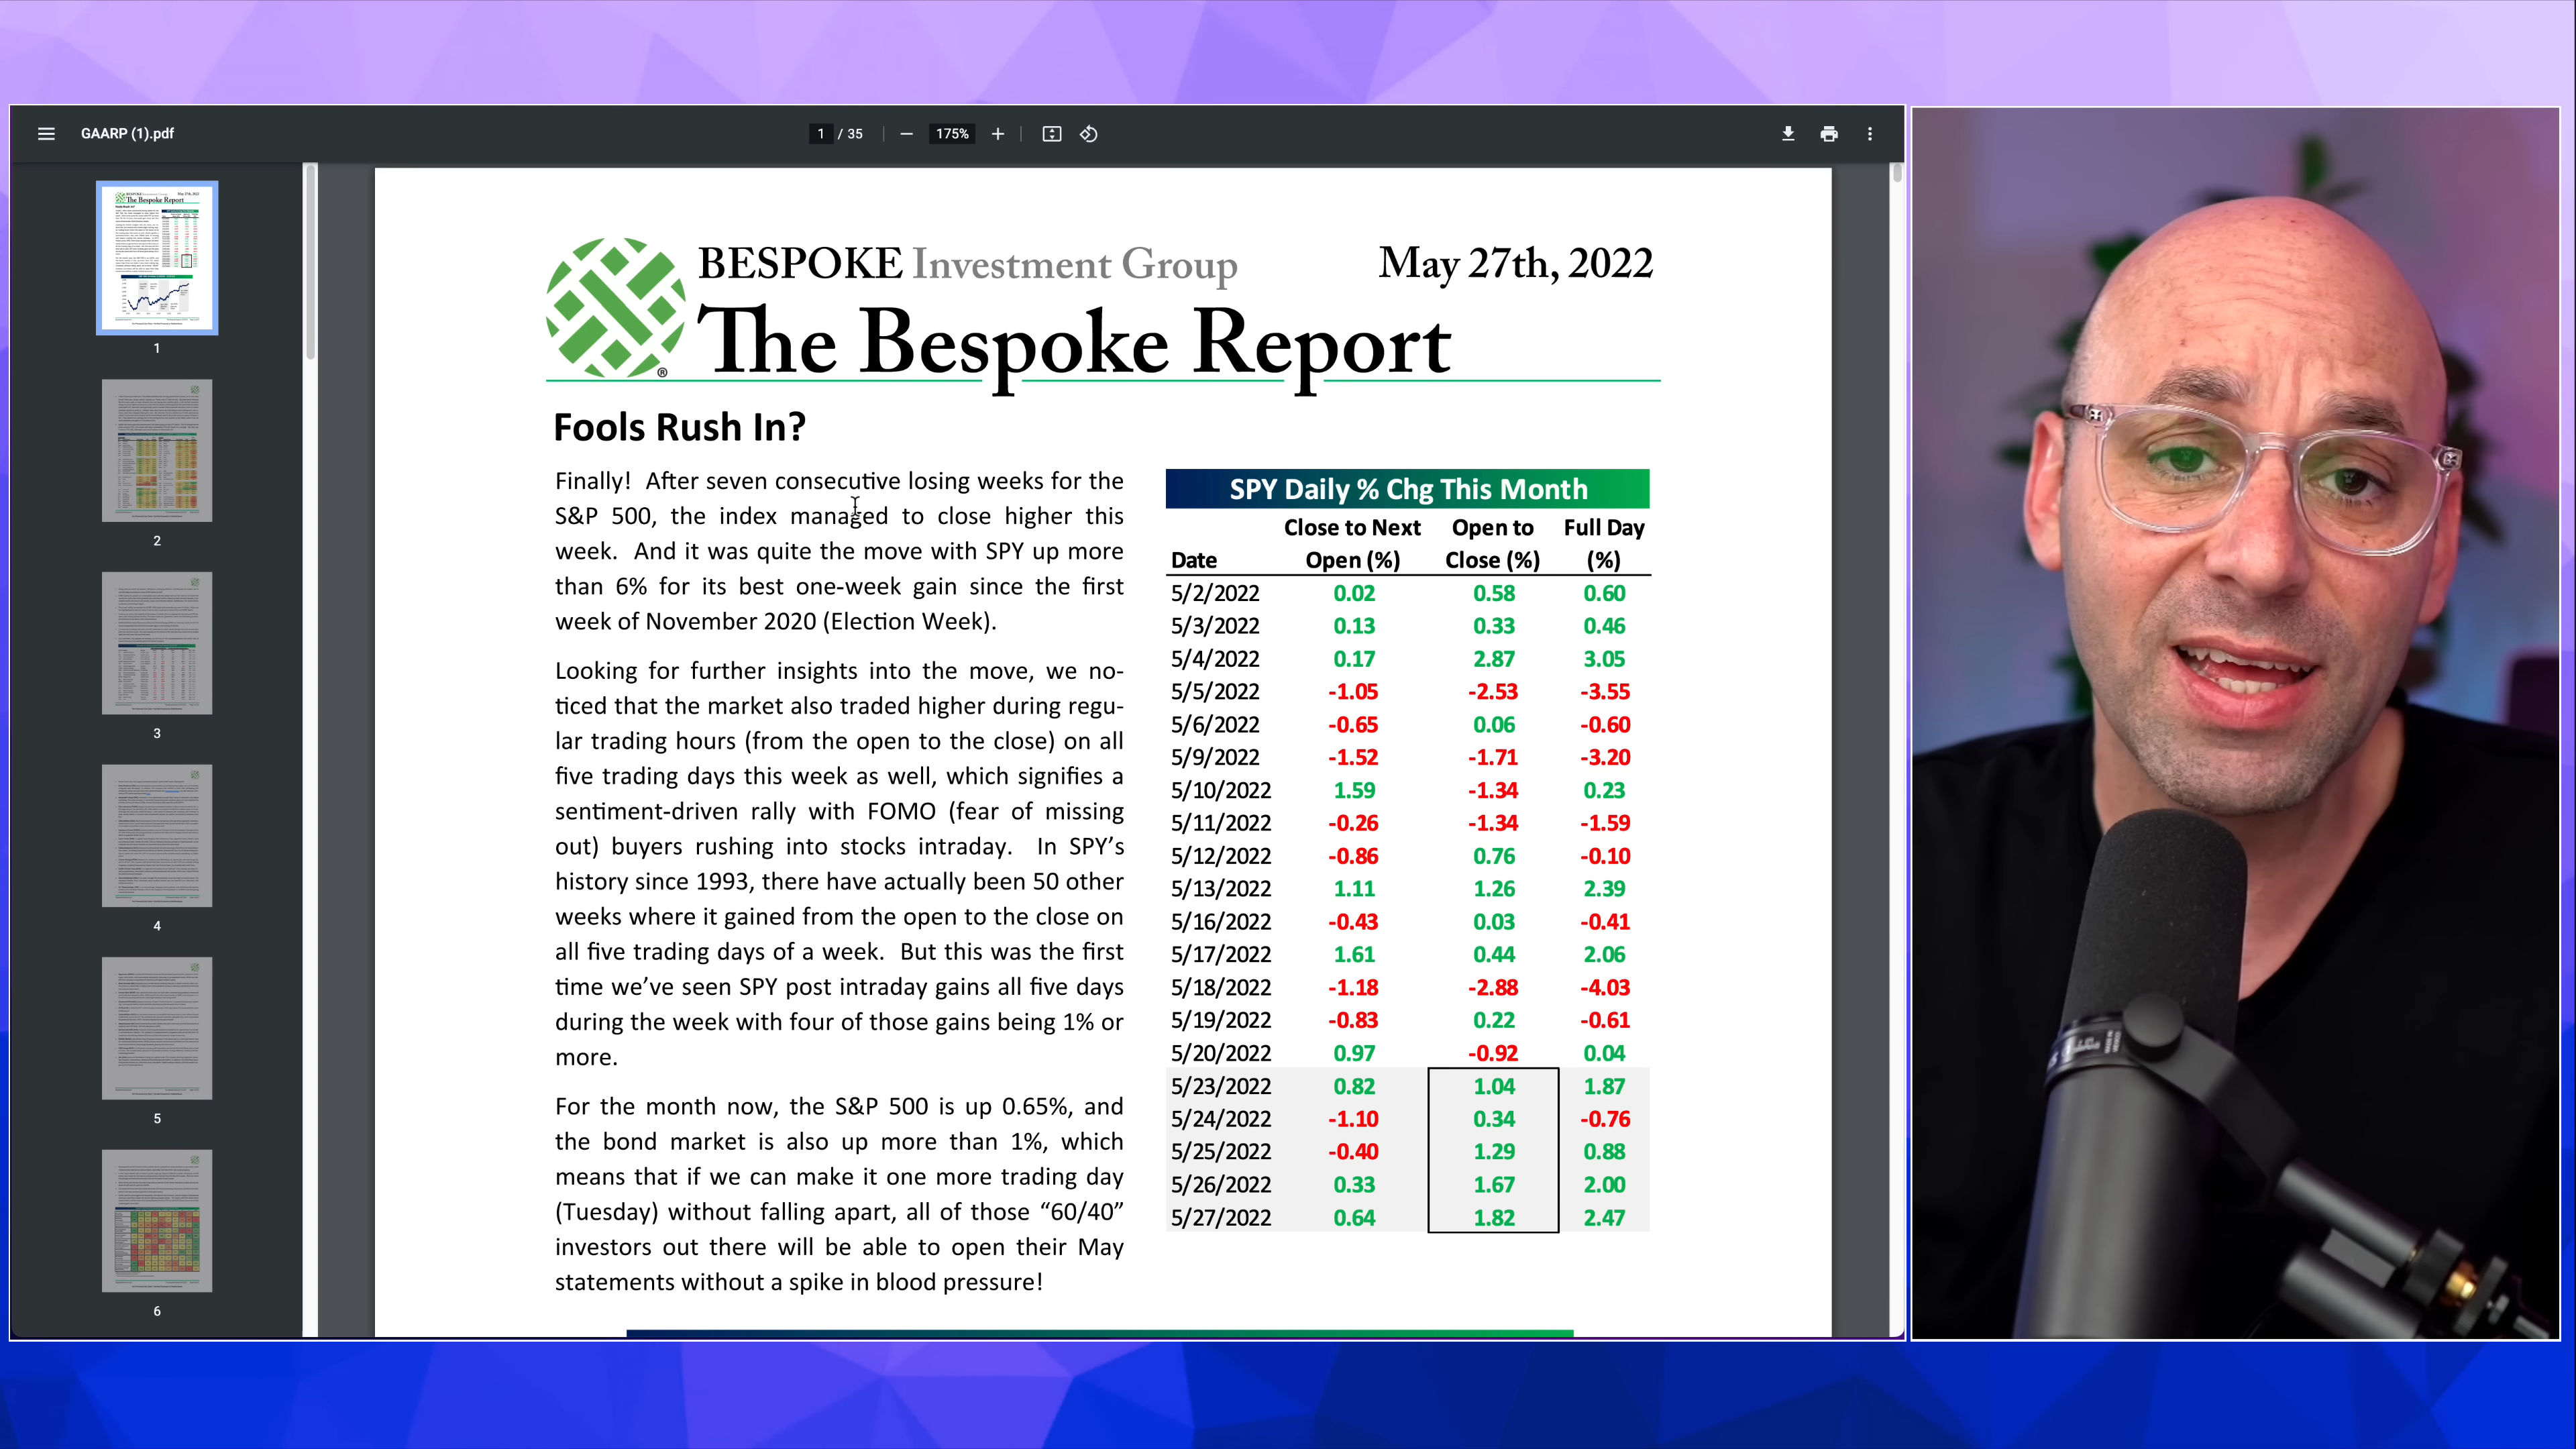 GAARP (1).pdf
1 / 35
175%
1
2
3
4
5
6
BESPOKE Investment Group
May 27th, 2022
The Bespoke Report
®
Fools Rush In?
Finally!  After seven consecutive losing weeks for the
S&P 500, the index managed to close higher this
week.  And it was quite the move with SPY up more
than 6% for its best one-week gain since the first
week of November 2020 (Election Week).
Looking for further insights into the move, we no-
ticed that the market also traded higher during regu-
lar trading hours (from the open to the close) on all
five trading days this week as well, which signifies a
sentiment-driven rally with FOMO (fear of missing
out) buyers rushing into stocks intraday.  In SPY’s
history since 1993, there have actually been 50 other
weeks where it gained from the open to the close on
all five trading days of a week.  But this was the first
time we’ve seen SPY post intraday gains all five days
during the week with four of those gains being 1% or
more.
For the month now, the S&P 500 is up 0.65%, and
the bond market is also up more than 1%, which
means that if we can make it one more trading day
(Tuesday) without falling apart, all of those “60/40”
investors out there will be able to open their May
statements without a spike in blood pressure!
SPY Daily % Chg This Month
Close to Next Open to Full Day
Date Open (%) Close (%) (%)
5/2/2022 0.02 0.58 0.60
5/3/2022 0.13 0.33 0.46
5/4/2022 0.17 2.87 3.05
5/5/2022 -1.05 -2.53 -3.55
5/6/2022 -0.65 0.06 -0.60
5/9/2022 -1.52 -1.71 -3.20
5/10/2022 1.59 -1.34 0.23
5/11/2022 -0.26 -1.34 -1.59
5/12/2022 -0.86 0.76 -0.10
5/13/2022 1.11 1.26 2.39
5/16/2022 -0.43 0.03 -0.41
5/17/2022 1.61 0.44 2.06
5/18/2022 -1.18 -2.88 -4.03
5/19/2022 -0.83 0.22 -0.61
5/20/2022 0.97 -0.92 0.04
5/23/2022 0.82 1.04 1.87
5/24/2022 -1.10 0.34 -0.76
5/25/2022 -0.40 1.29 0.88
5/26/2022 0.33 1.67 2.00
5/27/2022 0.64 1.82 2.47